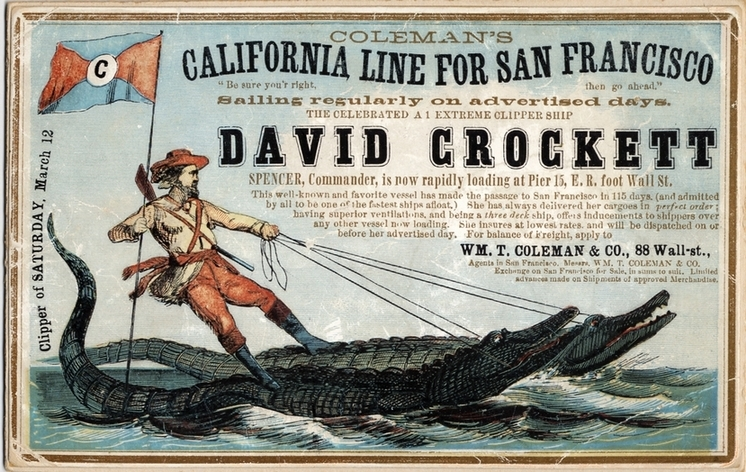 COLEMAN'S
CALIFORNIA LINE FOR SAN FRANCISCO
"Be sure you'r right, then go ahead."
Sailing regularly on advertised days.
THE CELEBRATED A 1 EXTREME CLIPPER SHIP
DAVID CROCKETT
SPENCER, Commander, is now rapidly loading at Pier 15, E. R. foot Wall St.
This well-known and favorite vessel has made the passage to San Francisco in 115 days, (and admitted
by all to be one of the fastest ships afloat.) She has always delivered her cargoes in perfect order;
having superior ventilations, and being a three deck ship, offers inducements to shippers over
any other vessel now loading. She insures at lowest rates, and will be dispatched on or
before her advertised day. For balance of Freight, apply to
WM. T. COLEMAN & CO., 88 Wall-st.,
Agents in San Francisco, Messrs. WM. T. COLEMAN & CO.
Exchange on San Francisco for Sale, in sums to suit. Limited
advances made on Shipments of approved Merchandise.
C
Clipper of SATURDAY, March 12